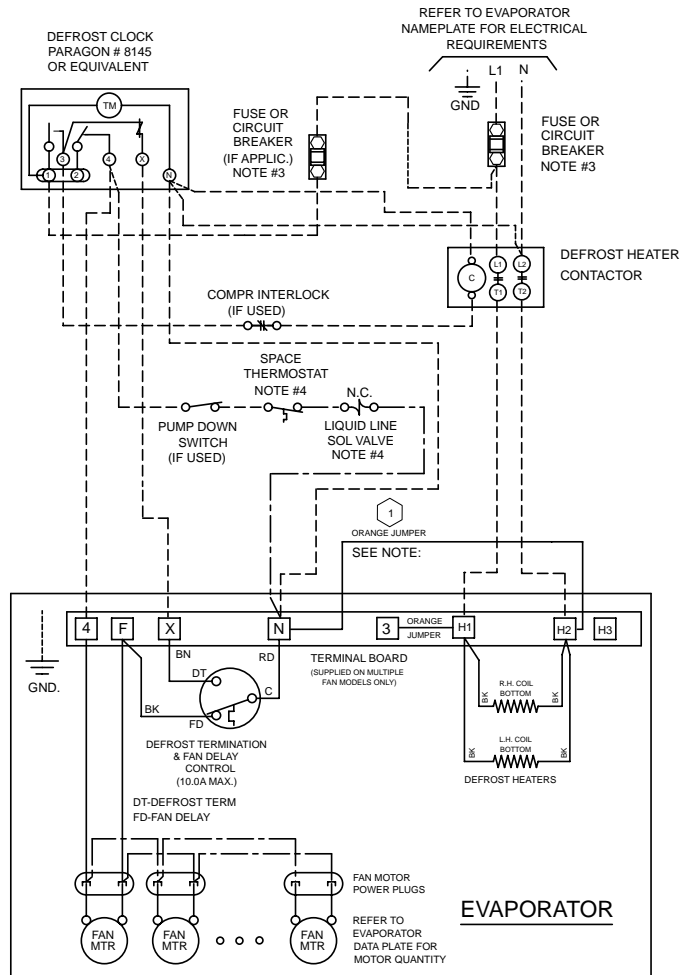 DEFROST CLOCK
PARAGON # 8145
OR EQUIVALENT
REFER TO EVAPORATOR
NAMEPLATE FOR ELECTRICAL
REQUIREMENTS
L1 N
GND
TM
1
3
2
4
X
N
FUSE OR
CIRCUIT
BREAKER
(IF APPLIC.)
NOTE #3
FUSE OR
CIRCUIT
BREAKER
NOTE #3
C
L1
L2
T1
T2
DEFROST HEATER
CONTACTOR
COMPR INTERLOCK
(IF USED)
SPACE
THERMOSTAT
NOTE #4
N.C.
PUMP DOWN
SWITCH
(IF USED)
LIQUID LINE
SOL VALVE
NOTE #4
1
ORANGE JUMPER
SEE NOTE:
4
F
X
N
3
ORANGE
JUMPER
H1
H2
H3
GND.
BN
RD
TERMINAL BOARD
(SUPPLIED ON MULTIPLE
FAN MODELS ONLY)
DT
C
BK
FD
DEFROST TERMINATION
& FAN DELAY
CONTROL
(10.0A MAX.)
BK
R.H. COIL
BOTTOM
BK
BK
L.H. COIL
BOTTOM
BK
DEFROST HEATERS
DT-DEFROST TERM
FD-FAN DELAY
FAN MOTOR
POWER PLUGS
EVAPORATOR
FAN
MTR
FAN
MTR
FAN
MTR
REFER TO
EVAPORATOR
DATA PLATE FOR
MOTOR QUANTITY